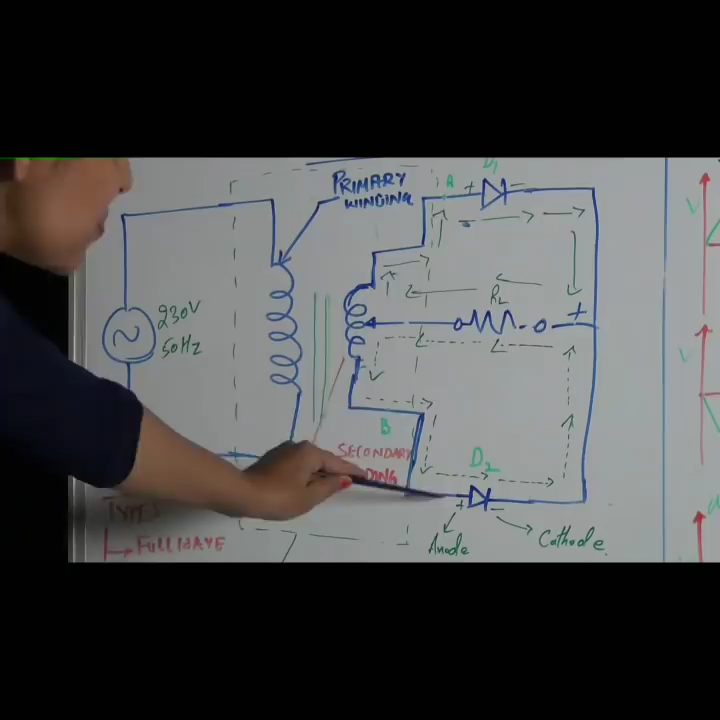 D1
PRIMARY
WINDING
A
+
-
V
230V
50HZ
RL
+
V
B
SECONDARY
D2
+
-
TYPES
FULLWAVE
Anode
Cathode